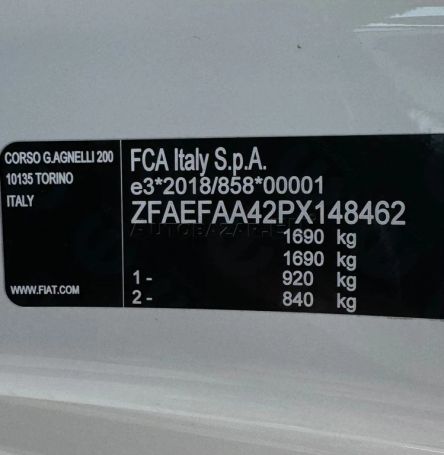 CORSO G.AGNELLI 200
10135 TORINO
ITALY
WWW.FIAT.COM
FCA Italy S.p.A.
e3*2018/858*00001
ZFAEFAA42PX148462
1690 kg
1690 kg
1- 920 kg
2- 840 kg